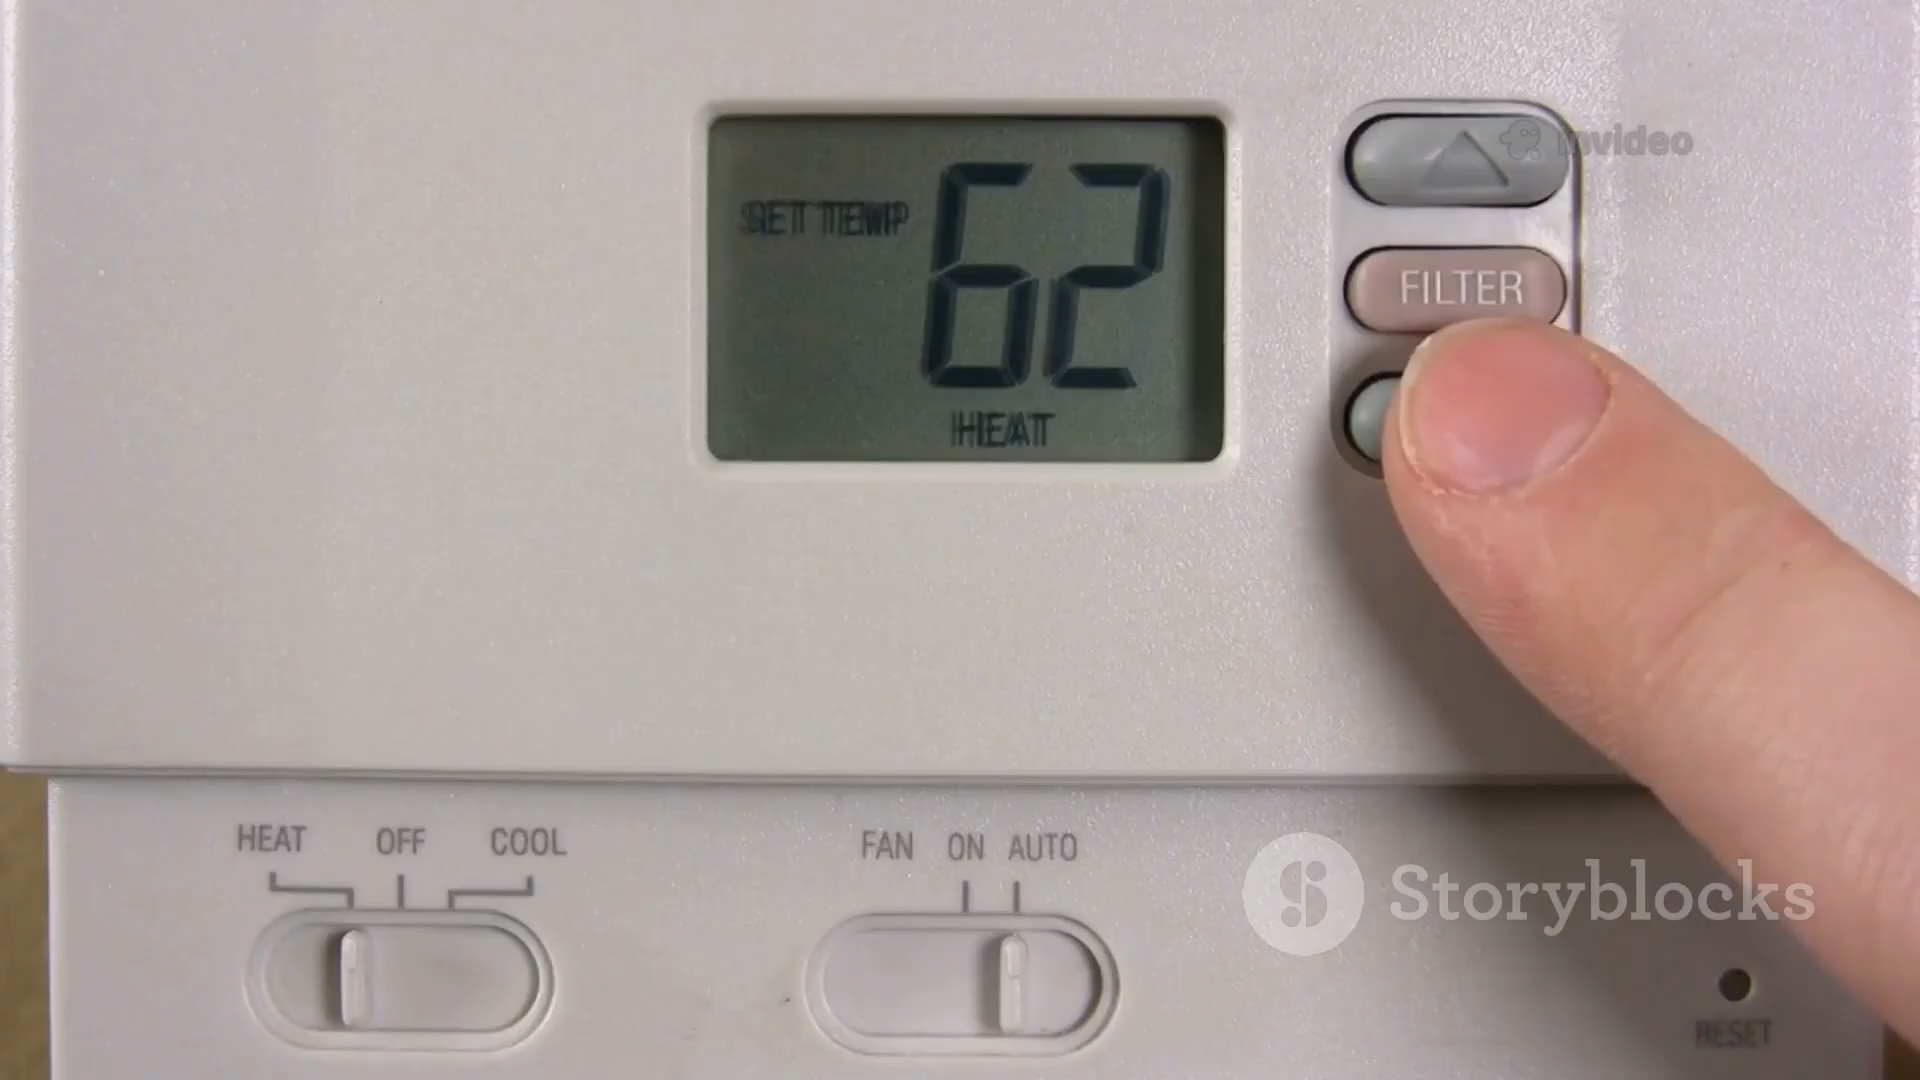 invideo
SET TEMP 62
FILTER
HEAT
HEAT OFF COOL
FAN ON AUTO
Storyblocks
RESET